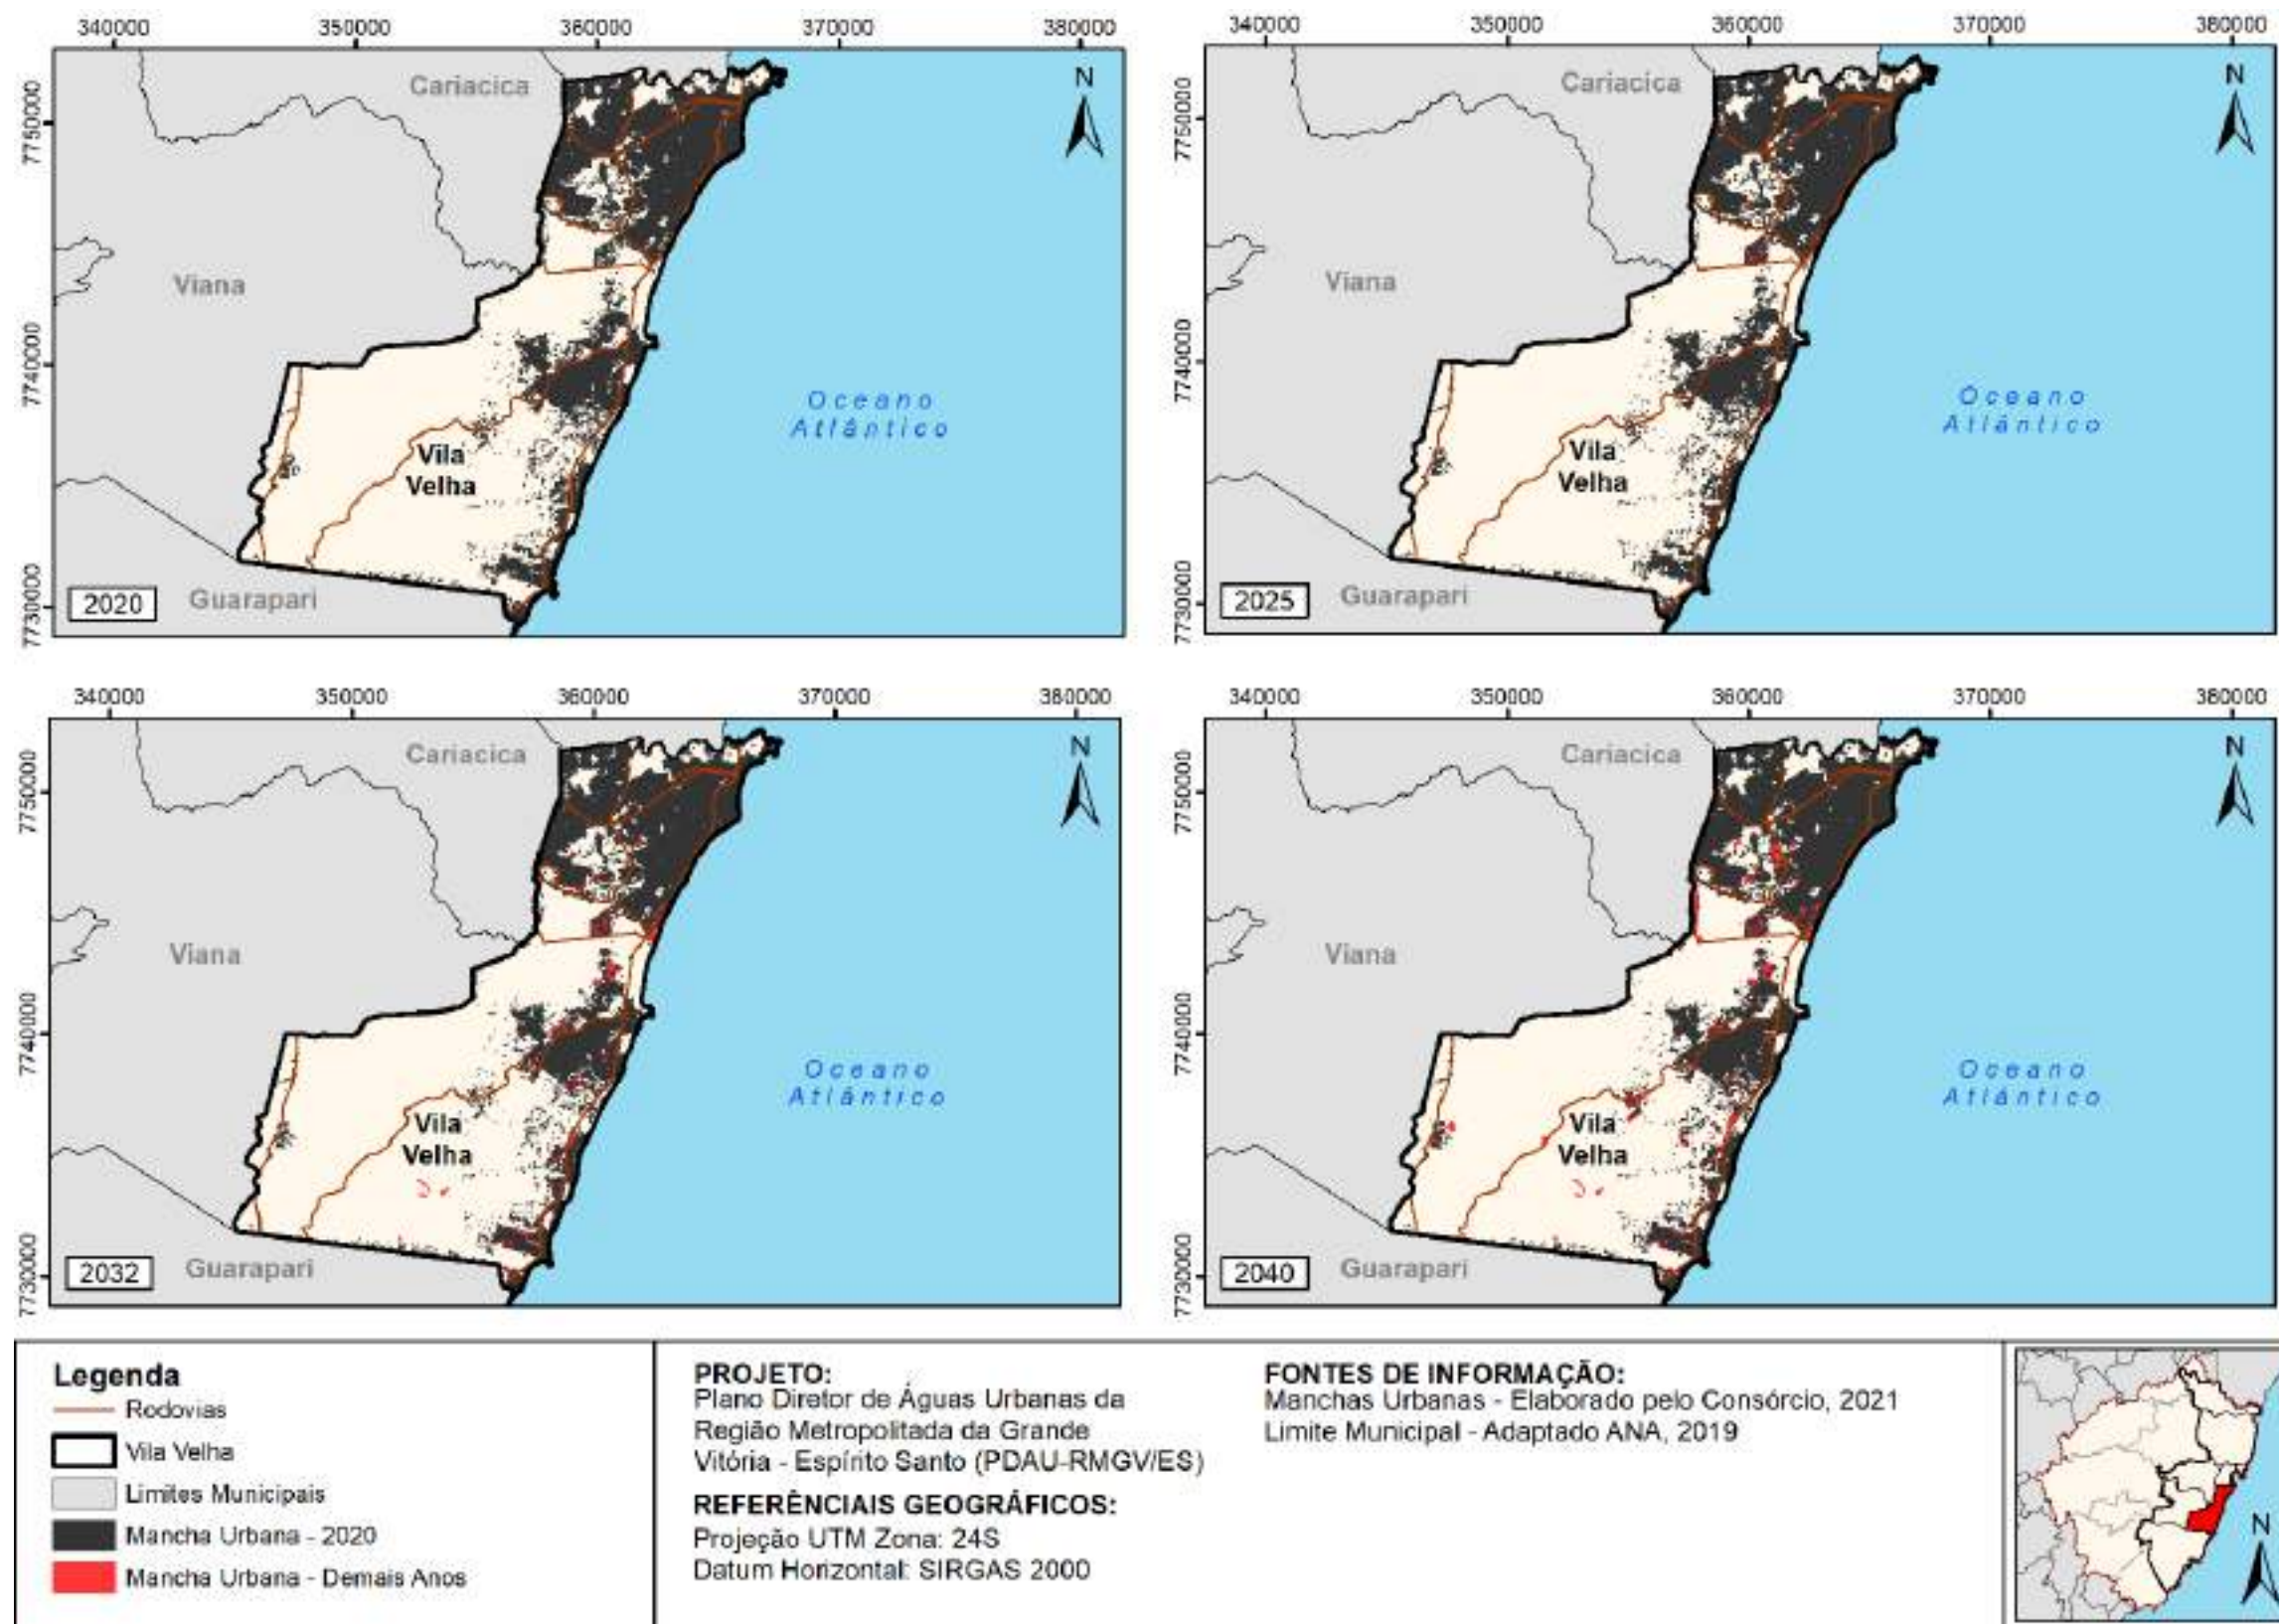 340000 350000 360000 370000 380000
7750000
7740000
7730000
Cariacica
N
Viana
Oceano
Atlântico
Vila
Velha
Guarapari
2020
340000 350000 360000 370000 380000
7750000
7740000
7730000
Cariacica
N
Viana
Oceano
Atlântico
Vila
Velha
Guarapari
2025
340000 350000 360000 370000 380000
7750000
7740000
7730000
Cariacica
N
Viana
Oceano
Atlântico
Vila
Velha
Guarapari
2032
340000 350000 360000 370000 380000
7750000
7740000
7730000
Cariacica
N
Viana
Oceano
Atlântico
Vila
Velha
Guarapari
2040
Legenda
Rodovias
Vila Velha
Limites Municipais
Mancha Urbana - 2020
Mancha Urbana - Demais Anos
PROJETO:
Plano Diretor de Águas Urbanas da
Região Metropolitada da Grande
Vitória - Espírito Santo (PDAU-RMGV/ES)
REFERÊNCIAIS GEOGRÁFICOS:
Projeção UTM Zona: 24S
Datum Horizontal: SIRGAS 2000
FONTES DE INFORMAÇÃO:
Manchas Urbanas - Elaborado pelo Consórcio, 2021
Limite Municipal - Adaptado ANA, 2019
N